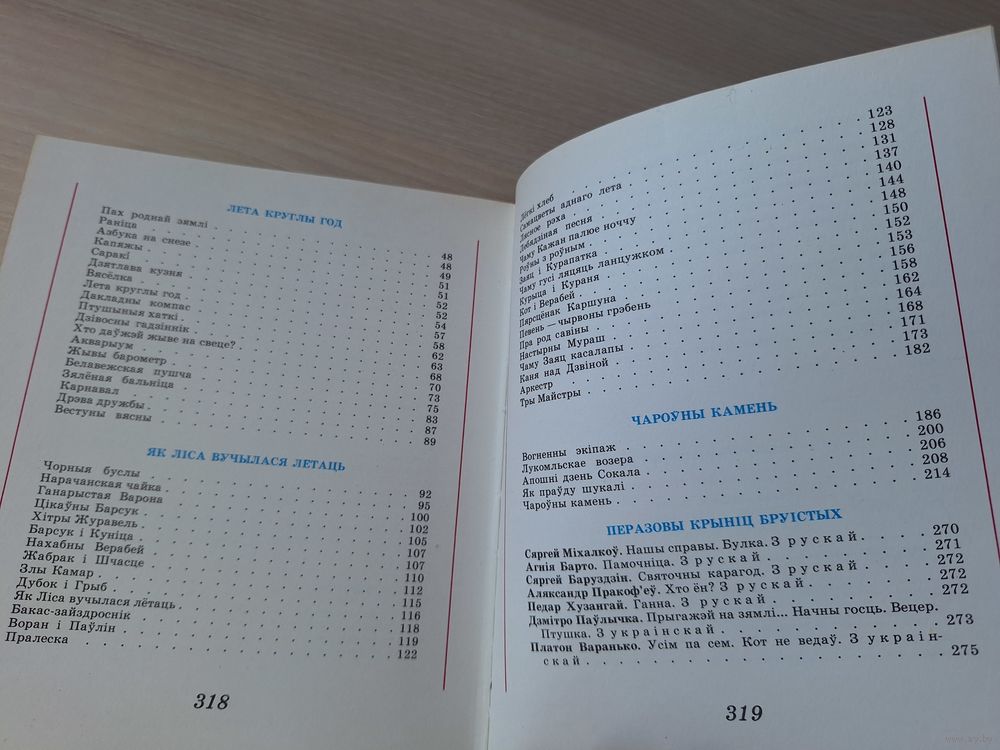 ЛЕТА КРУГЛЫ ГОД
Пах роднай зямлі . . . 48
Раніца . . . 48
Азбука на снезе . . . 49
Капяжы . . . 51
Саракі . . . 51
Дзятлава кузня . . . 52
Вясёлка . . . 52
Лета круглы год . . . 54
Дакладны компас . . . 57
Птушыныя хаткі . . . 58
Дзівосны гадзіннік . . . 62
Хто даўжэй жыве на свеце? . . . 63
Акварыум . . . 68
Жывы барометр . . . 70
Белавежская пушча . . . 73
Зялёная бальніца . . . 75
Карнавал . . . 83
Дрэва дружбы . . . 87
Вестуны вясны . . . 89
ЯК ЛІСА ВУЧЫЛАСЯ ЛЕТАЦЬ
Чорныя буслы . . . 92
Нарачанская чайка . . . 95
Ганарыстая Варона . . . 100
Цікаўны Барсук . . . 102
Хітры Журавель . . . 105
Барсук і Куніца . . . 107
Нахабны Верабей . . . 107
Жабрак і Шчасце . . . 110
Злы Камар . . . 112
Дубок і Грыб . . . 115
Як Ліса вучылася лётаць . . . 116
Бакас-зайздроснік . . . 118
Воран і Паўлін . . . 119
Пралеска . . . 122
318
Лёгкі хлеб . . . 123
Самацветы аднаго лета . . . 128
Лясное рэха . . . 131
Лебядзіная песня . . . 137
Чаму Кажан палюе ноччу . . . 140
Роўны з роўным . . . 144
Заяц і Курапатка . . . 148
Чаму гусі ляцяць ланцужком . . . 150
Курыца і Кураня . . . 152
Кот і Верабей . . . 153
Пярсцёнак Каршуна . . . 156
Певень — чырвоны грэбень . . . 158
Пра род савіны . . . 162
Настырны Мураш . . . 164
Чаму Заяц касалапы . . . 168
Каня над Дзвіной . . . 171
Аркестр . . . 173
Тры Майстры . . . 182
ЧАРОЎНЫ КАМЕНЬ
Вогненны экіпаж . . . 186
Лукомльскае возера . . . 200
Апошні дзень Сокала . . . 206
Як праўду шукалі . . . 208
Чароўны камень . . . 214
ПЕРАЗОВЫ КРЫНІЦ БРУІСТЫХ
Сяргей Міхалкоў. Нашы справы. Булка. З рускай . . . 270
Агнія Барто. Памочніца. З рускай . . . 271
Сяргей Баруздзін. Святочны карагод. З рускай . . . 272
Аляксандр Пракоф'еў. Хто ён? З рускай . . . 272
Педар Хузангай. Ганна. З рускай . . . 272
Дзмітро Паўлычка. Прыгажэй на зямлі... Начны госць. Вецер.
Птушка. З украінскай . . . 273
Платон Варанько. Усім па сем. Кот не ведаў. З украін-
скай . . . 275
319